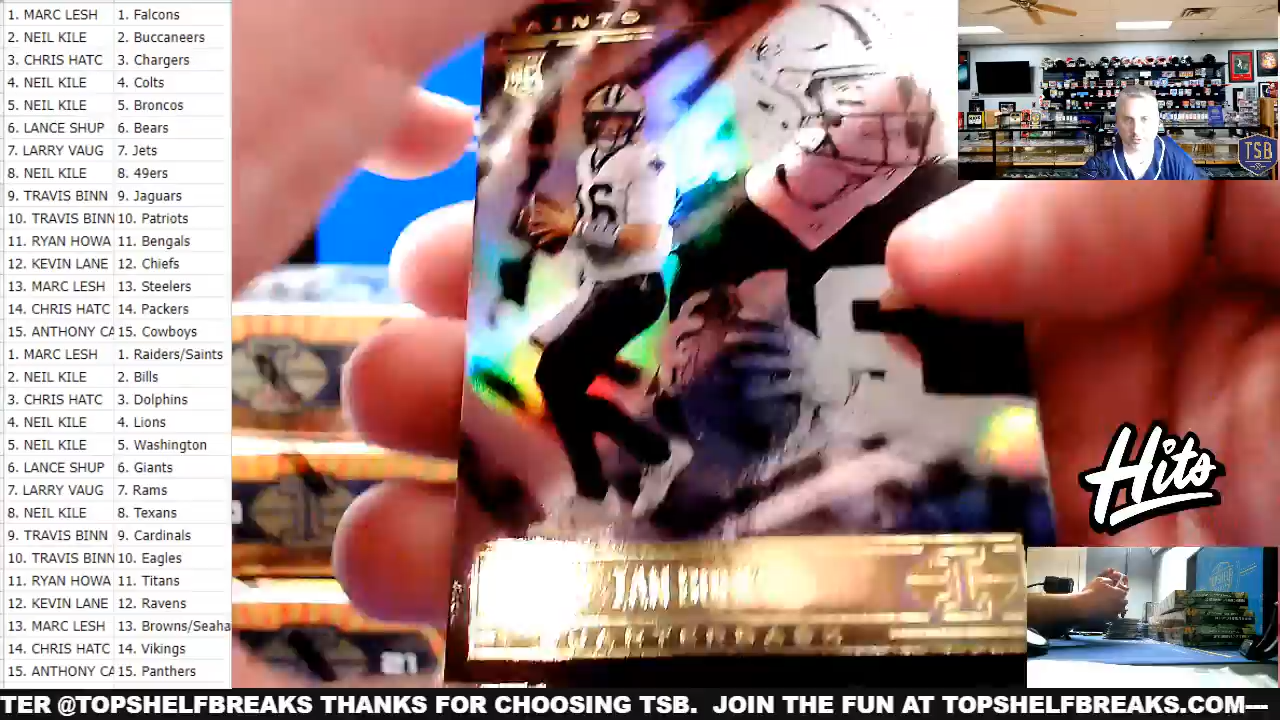 1. MARC LESH 1. Falcons
2. NEIL KILE 2. Buccaneers
3. CHRIS HATC 3. Chargers
4. NEIL KILE 4. Colts
5. NEIL KILE 5. Broncos
6. LANCE SHUP 6. Bears
7. LARRY VAUG 7. Jets
8. NEIL KILE 8. 49ers
9. TRAVIS BINN 9. Jaguars
10. TRAVIS BINN 10. Patriots
11. RYAN HOWA 11. Bengals
12. KEVIN LANE 12. Chiefs
13. MARC LESH 13. Steelers
14. CHRIS HATC 14. Packers
15. ANTHONY CA 15. Cowboys
1. MARC LESH 1. Raiders/Saints
2. NEIL KILE 2. Bills
3. CHRIS HATC 3. Dolphins
4. NEIL KILE 4. Lions
5. NEIL KILE 5. Washington
6. LANCE SHUP 6. Giants
7. LARRY VAUG 7. Rams
8. NEIL KILE 8. Texans
9. TRAVIS BINN 9. Cardinals
10. TRAVIS BINN 10. Eagles
11. RYAN HOWA 11. Titans
12. KEVIN LANE 12. Ravens
13. MARC LESH 13. Browns/Seaha
14. CHRIS HATC 14. Vikings
15. ANTHONY CA 15. Panthers
AINTS
IAN
QUARTERBACK
TSB
Hits
TER @TOPSHELFBREAKS THANKS FOR CHOOSING TSB. JOIN THE FUN AT TOPSHELFBREAKS.COM---